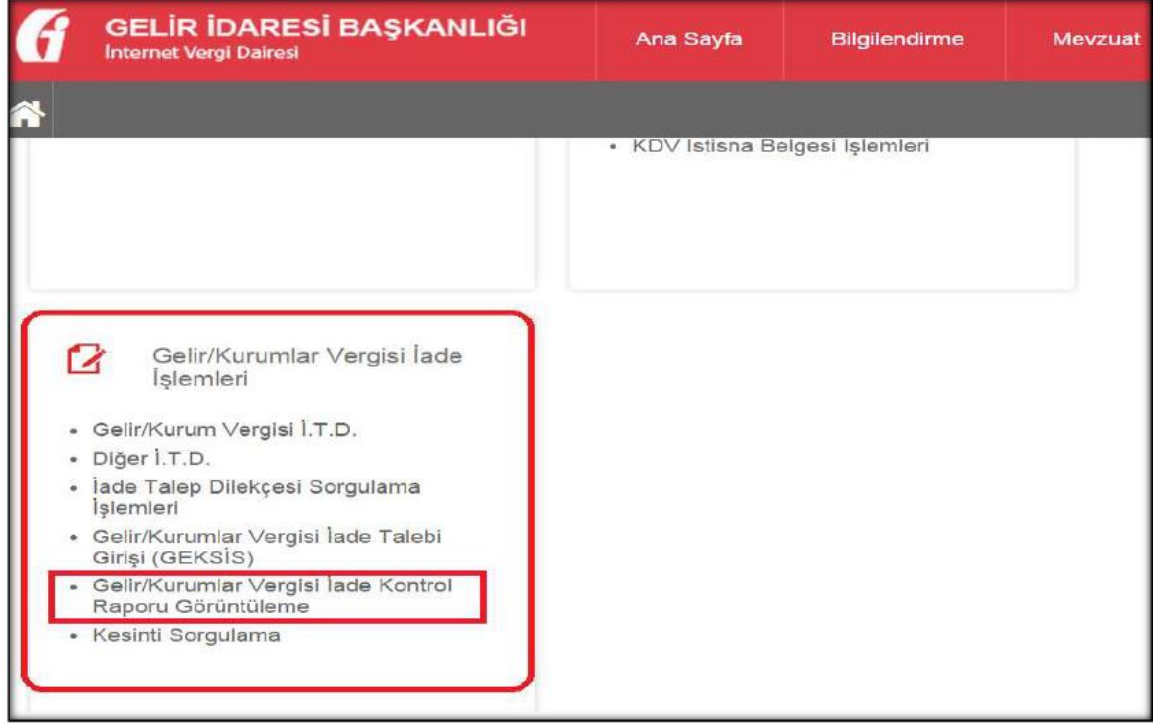 GELİR İDARESİ BAŞKANLIĞI
İnternet Vergi Dairesi
Ana Sayfa
Bilgilendirme
Mevzuat
• KDV İstisna Belgesi İşlemleri
Gelir/Kurumlar Vergisi İade
İşlemleri
• Gelir/Kurum Vergisi İ.T.D.
• Diğer İ.T.D.
• İade Talep Dilekçesi Sorgulama
İşlemleri
• Gelir/Kurumlar Vergisi İade Talebi
Girişi (GEKSİS)
• Gelir/Kurumlar Vergisi İade Kontrol
Raporu Görüntüleme
• Kesinti Sorgulama